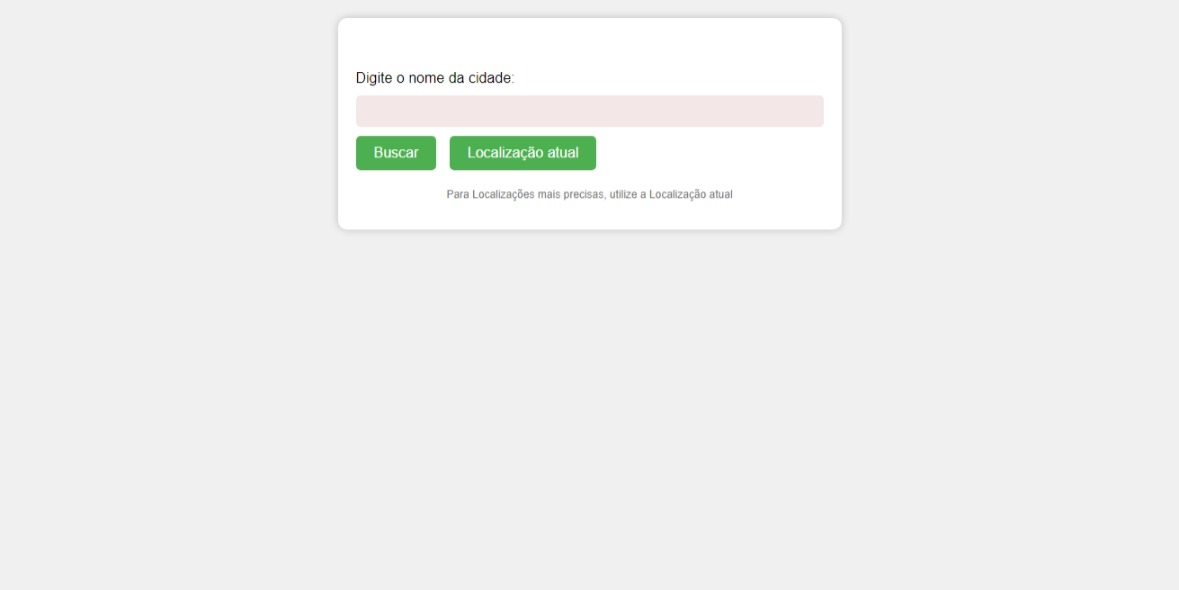 Digite o nome da cidade:
Buscar
Localização atual
Para Localizações mais precisas, utilize a Localização atual